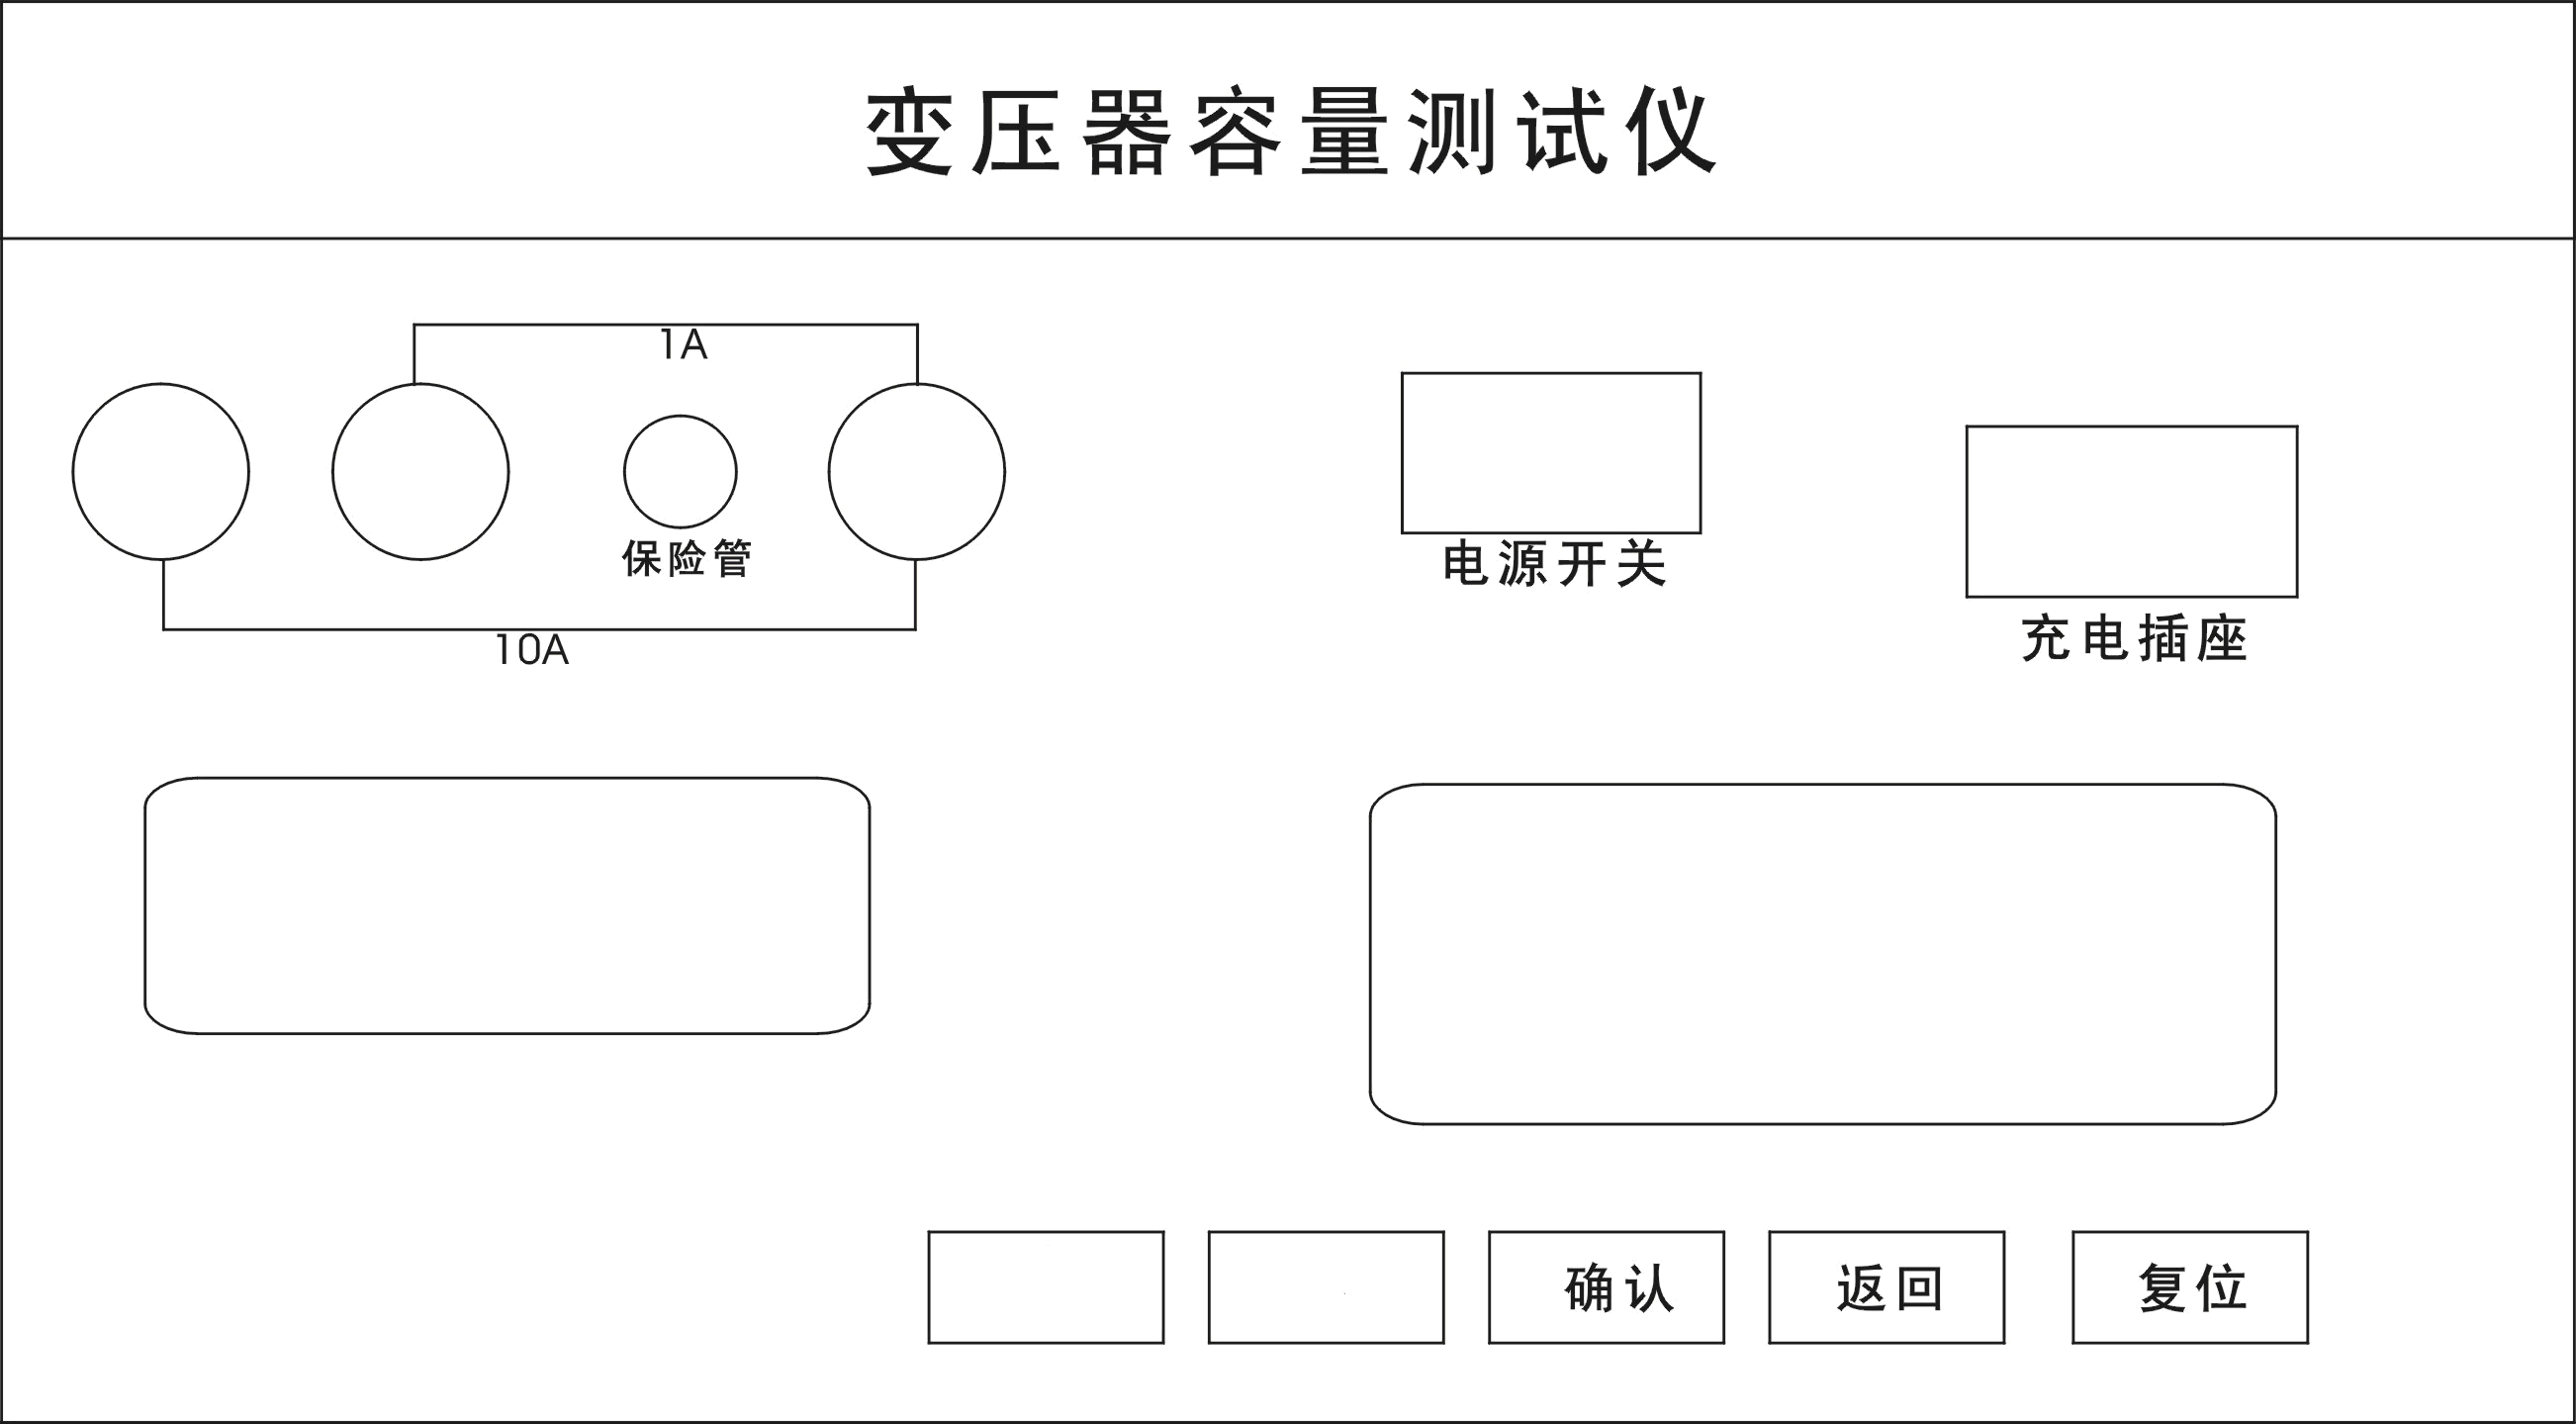 变压器容量测试仪
1A
保险管
10A
电源开关
充电插座
确认
返回
复位